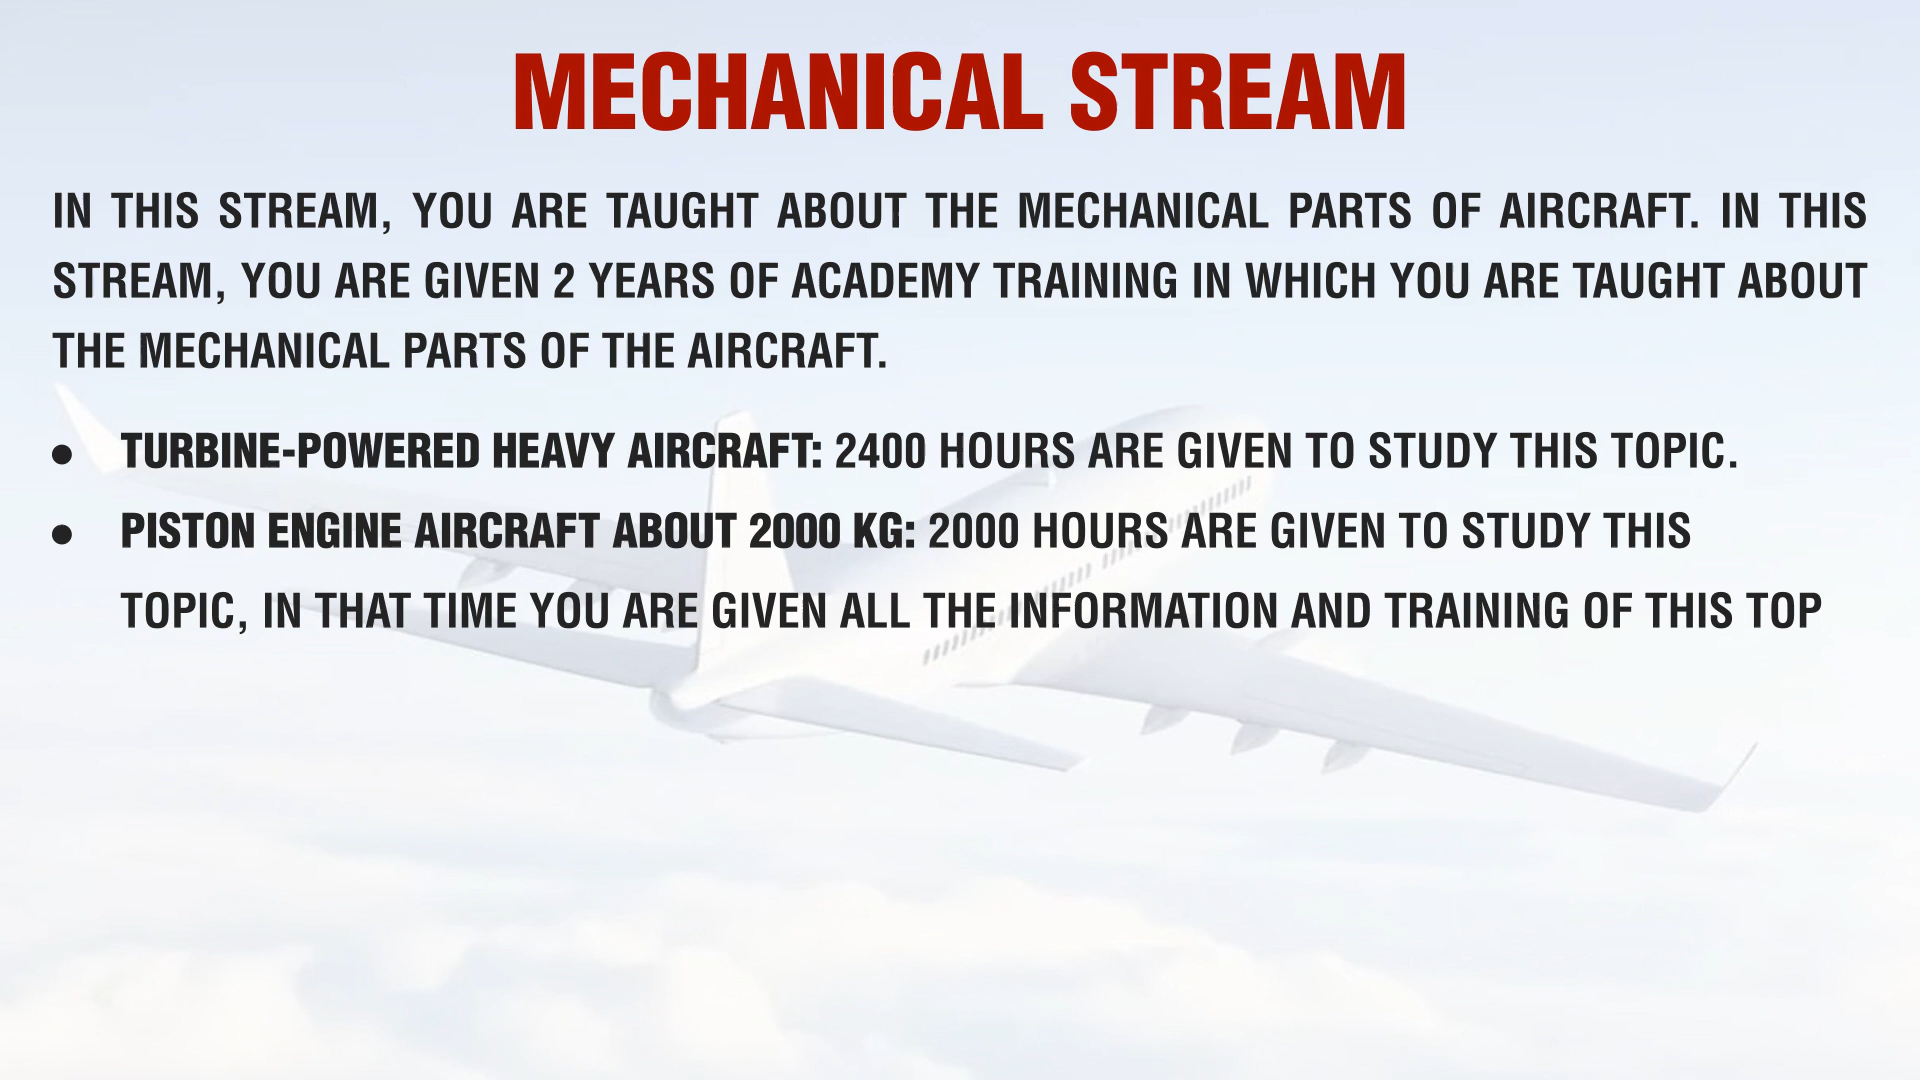 MECHANICAL STREAM
IN THIS STREAM, YOU ARE TAUGHT ABOUT THE MECHANICAL PARTS OF AIRCRAFT. IN THIS
STREAM, YOU ARE GIVEN 2 YEARS OF ACADEMY TRAINING IN WHICH YOU ARE TAUGHT ABOUT
THE MECHANICAL PARTS OF THE AIRCRAFT.
● TURBINE-POWERED HEAVY AIRCRAFT: 2400 HOURS ARE GIVEN TO STUDY THIS TOPIC.
● PISTON ENGINE AIRCRAFT ABOUT 2000 KG: 2000 HOURS ARE GIVEN TO STUDY THIS
TOPIC, IN THAT TIME YOU ARE GIVEN ALL THE INFORMATION AND TRAINING OF THIS TOP